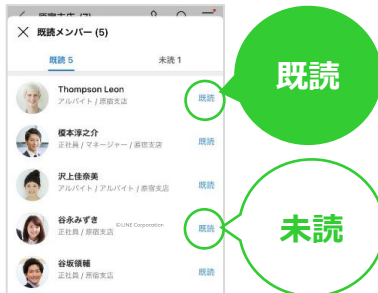 原宿支店 (7)
既読メンバー (5)
既読 5
未読 1
Thompson Leon
アルバイト / 原宿支店
既読
榎本淳之介
正社員 / マネージャー / 原宿支店
既読
沢上佳奈美
アルバイト / アルバイト / 原宿支店
既読
谷永みずき
©LINE Corporation
正社員 / 原宿支店
既読
谷坂領輔
正社員 / 原宿支店
既読
既読
未読